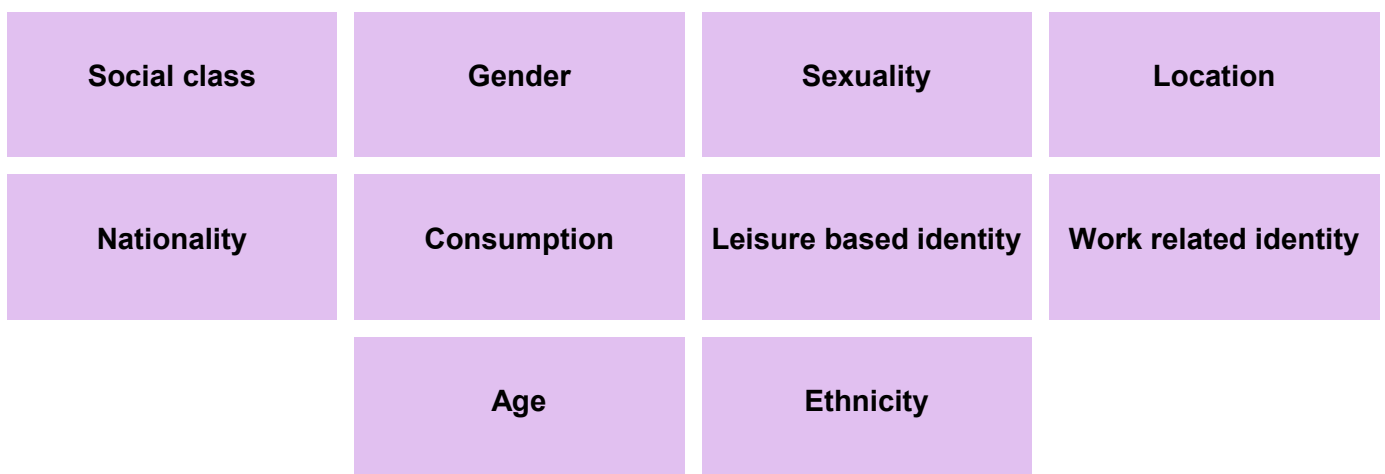 Social class
Gender
Sexuality
Location
Nationality
Consumption
Leisure based identity
Work related identity
Age
Ethnicity